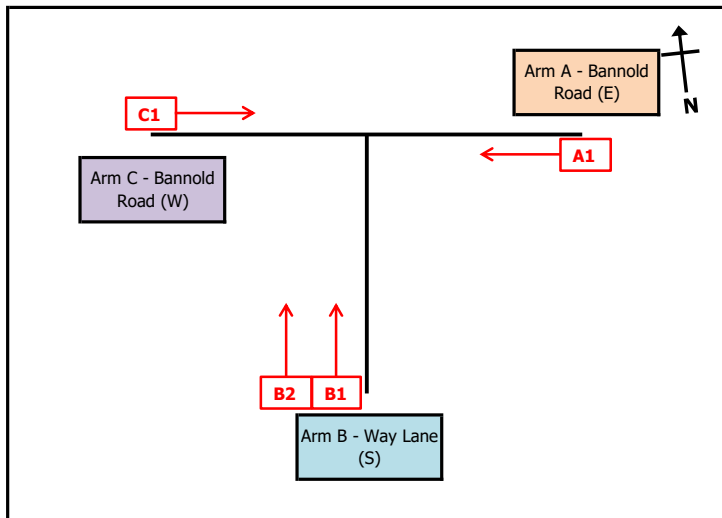 Arm A - Bannold
Road (E)
N
C1
A1
Arm C - Bannold
Road (W)
B2
B1
Arm B - Way Lane
(S)